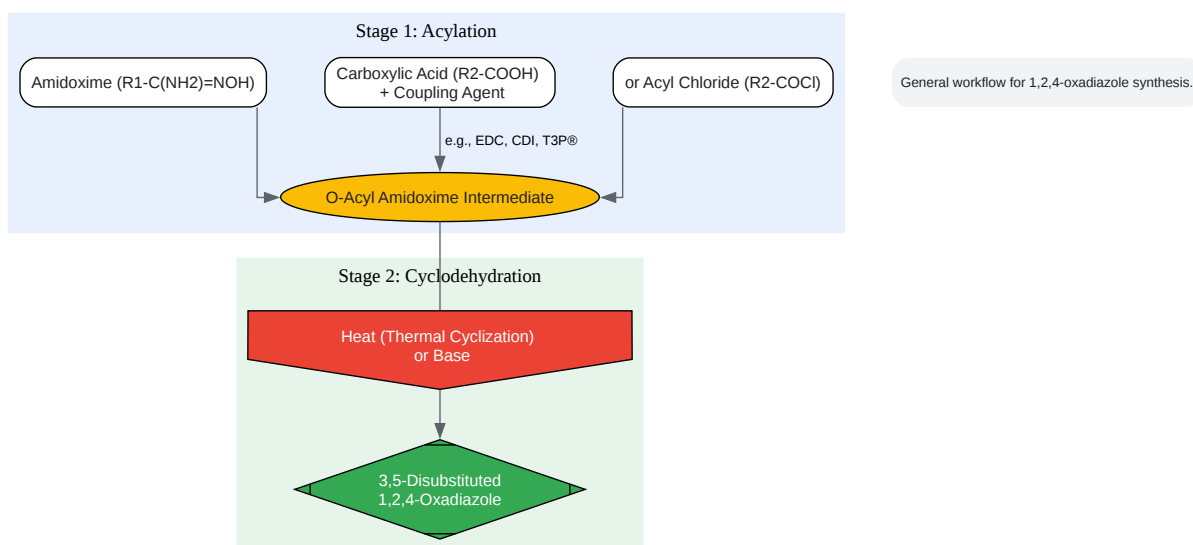 Stage 1: Acylation
Amidoxime (R1-C(NH2)=NOH)
Carboxylic Acid (R2-COOH)
+ Coupling Agent
or Acyl Chloride (R2-COCl)
General workflow for 1,2,4-oxadiazole synthesis.
e.g., EDC, CDI, T3P®
O-Acyl Amidoxime Intermediate
Stage 2: Cyclodehydration
Heat (Thermal Cyclization)
or Base
3,5-Disubstituted
1,2,4-Oxadiazole